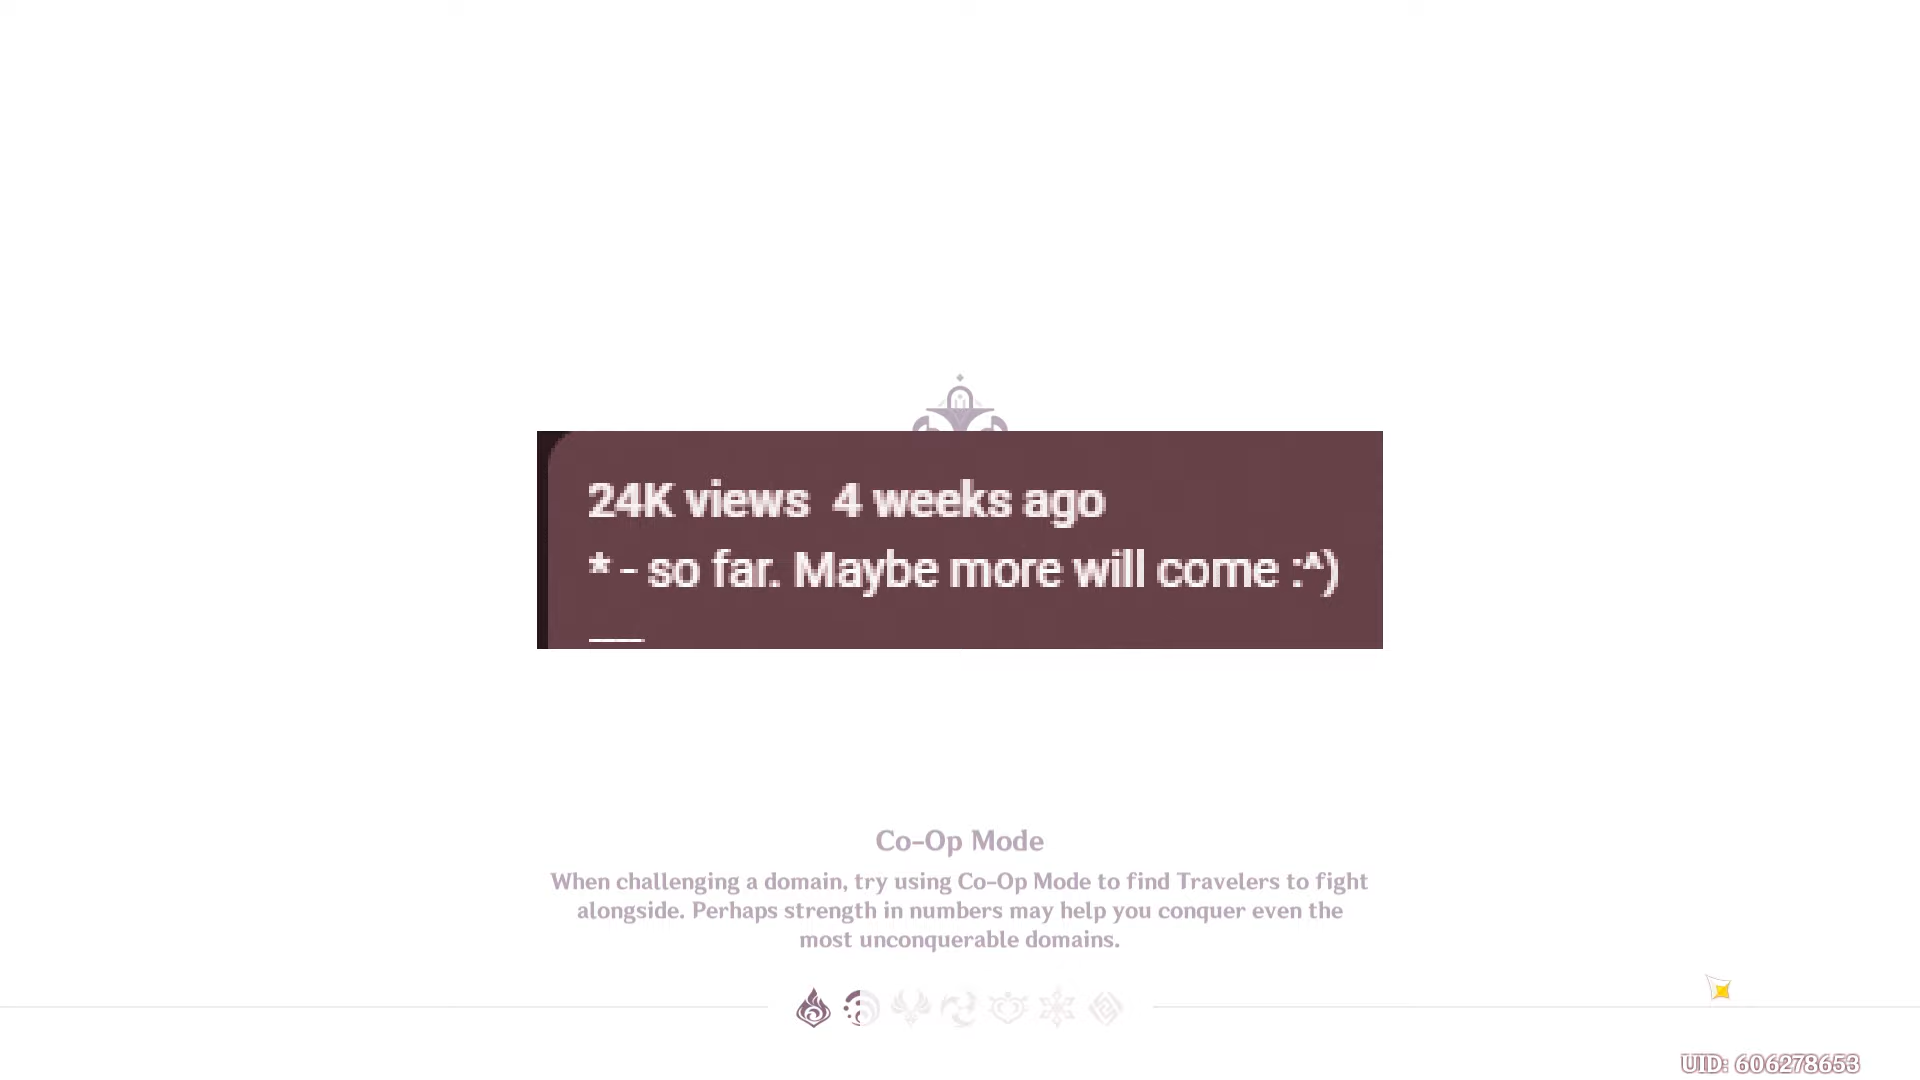 24K views 4 weeks ago
* - so far. Maybe more will come :^)
Co-Op Mode
When challenging a domain, try using Co-Op Mode to find Travelers to fight
alongside. Perhaps strength in numbers may help you conquer even the
most unconquerable domains.
UID: 606278653